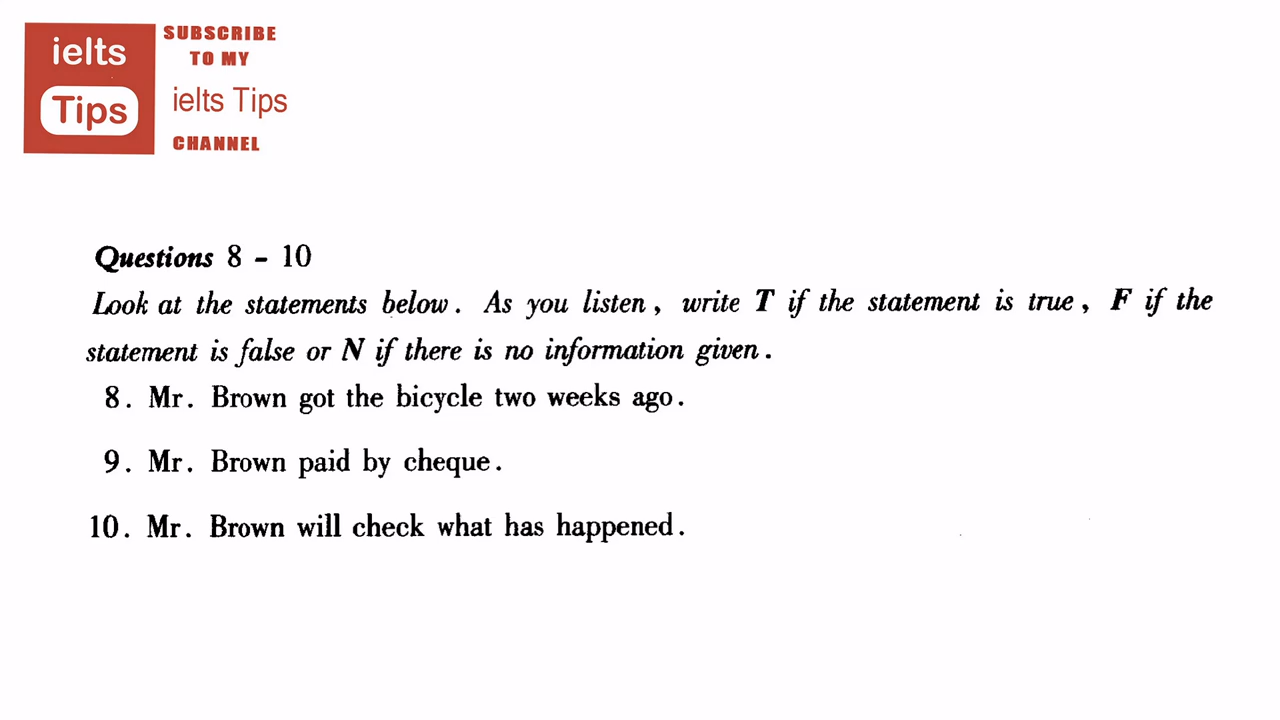 ielts
Tips
SUBSCRIBE
TO MY
ielts Tips
CHANNEL
Questions 8 - 10
Look at the statements below. As you listen, write T if the statement is true, F if the
statement is false or N if there is no information given.
8. Mr. Brown got the bicycle two weeks ago.
9. Mr. Brown paid by cheque.
10. Mr. Brown will check what has happened.